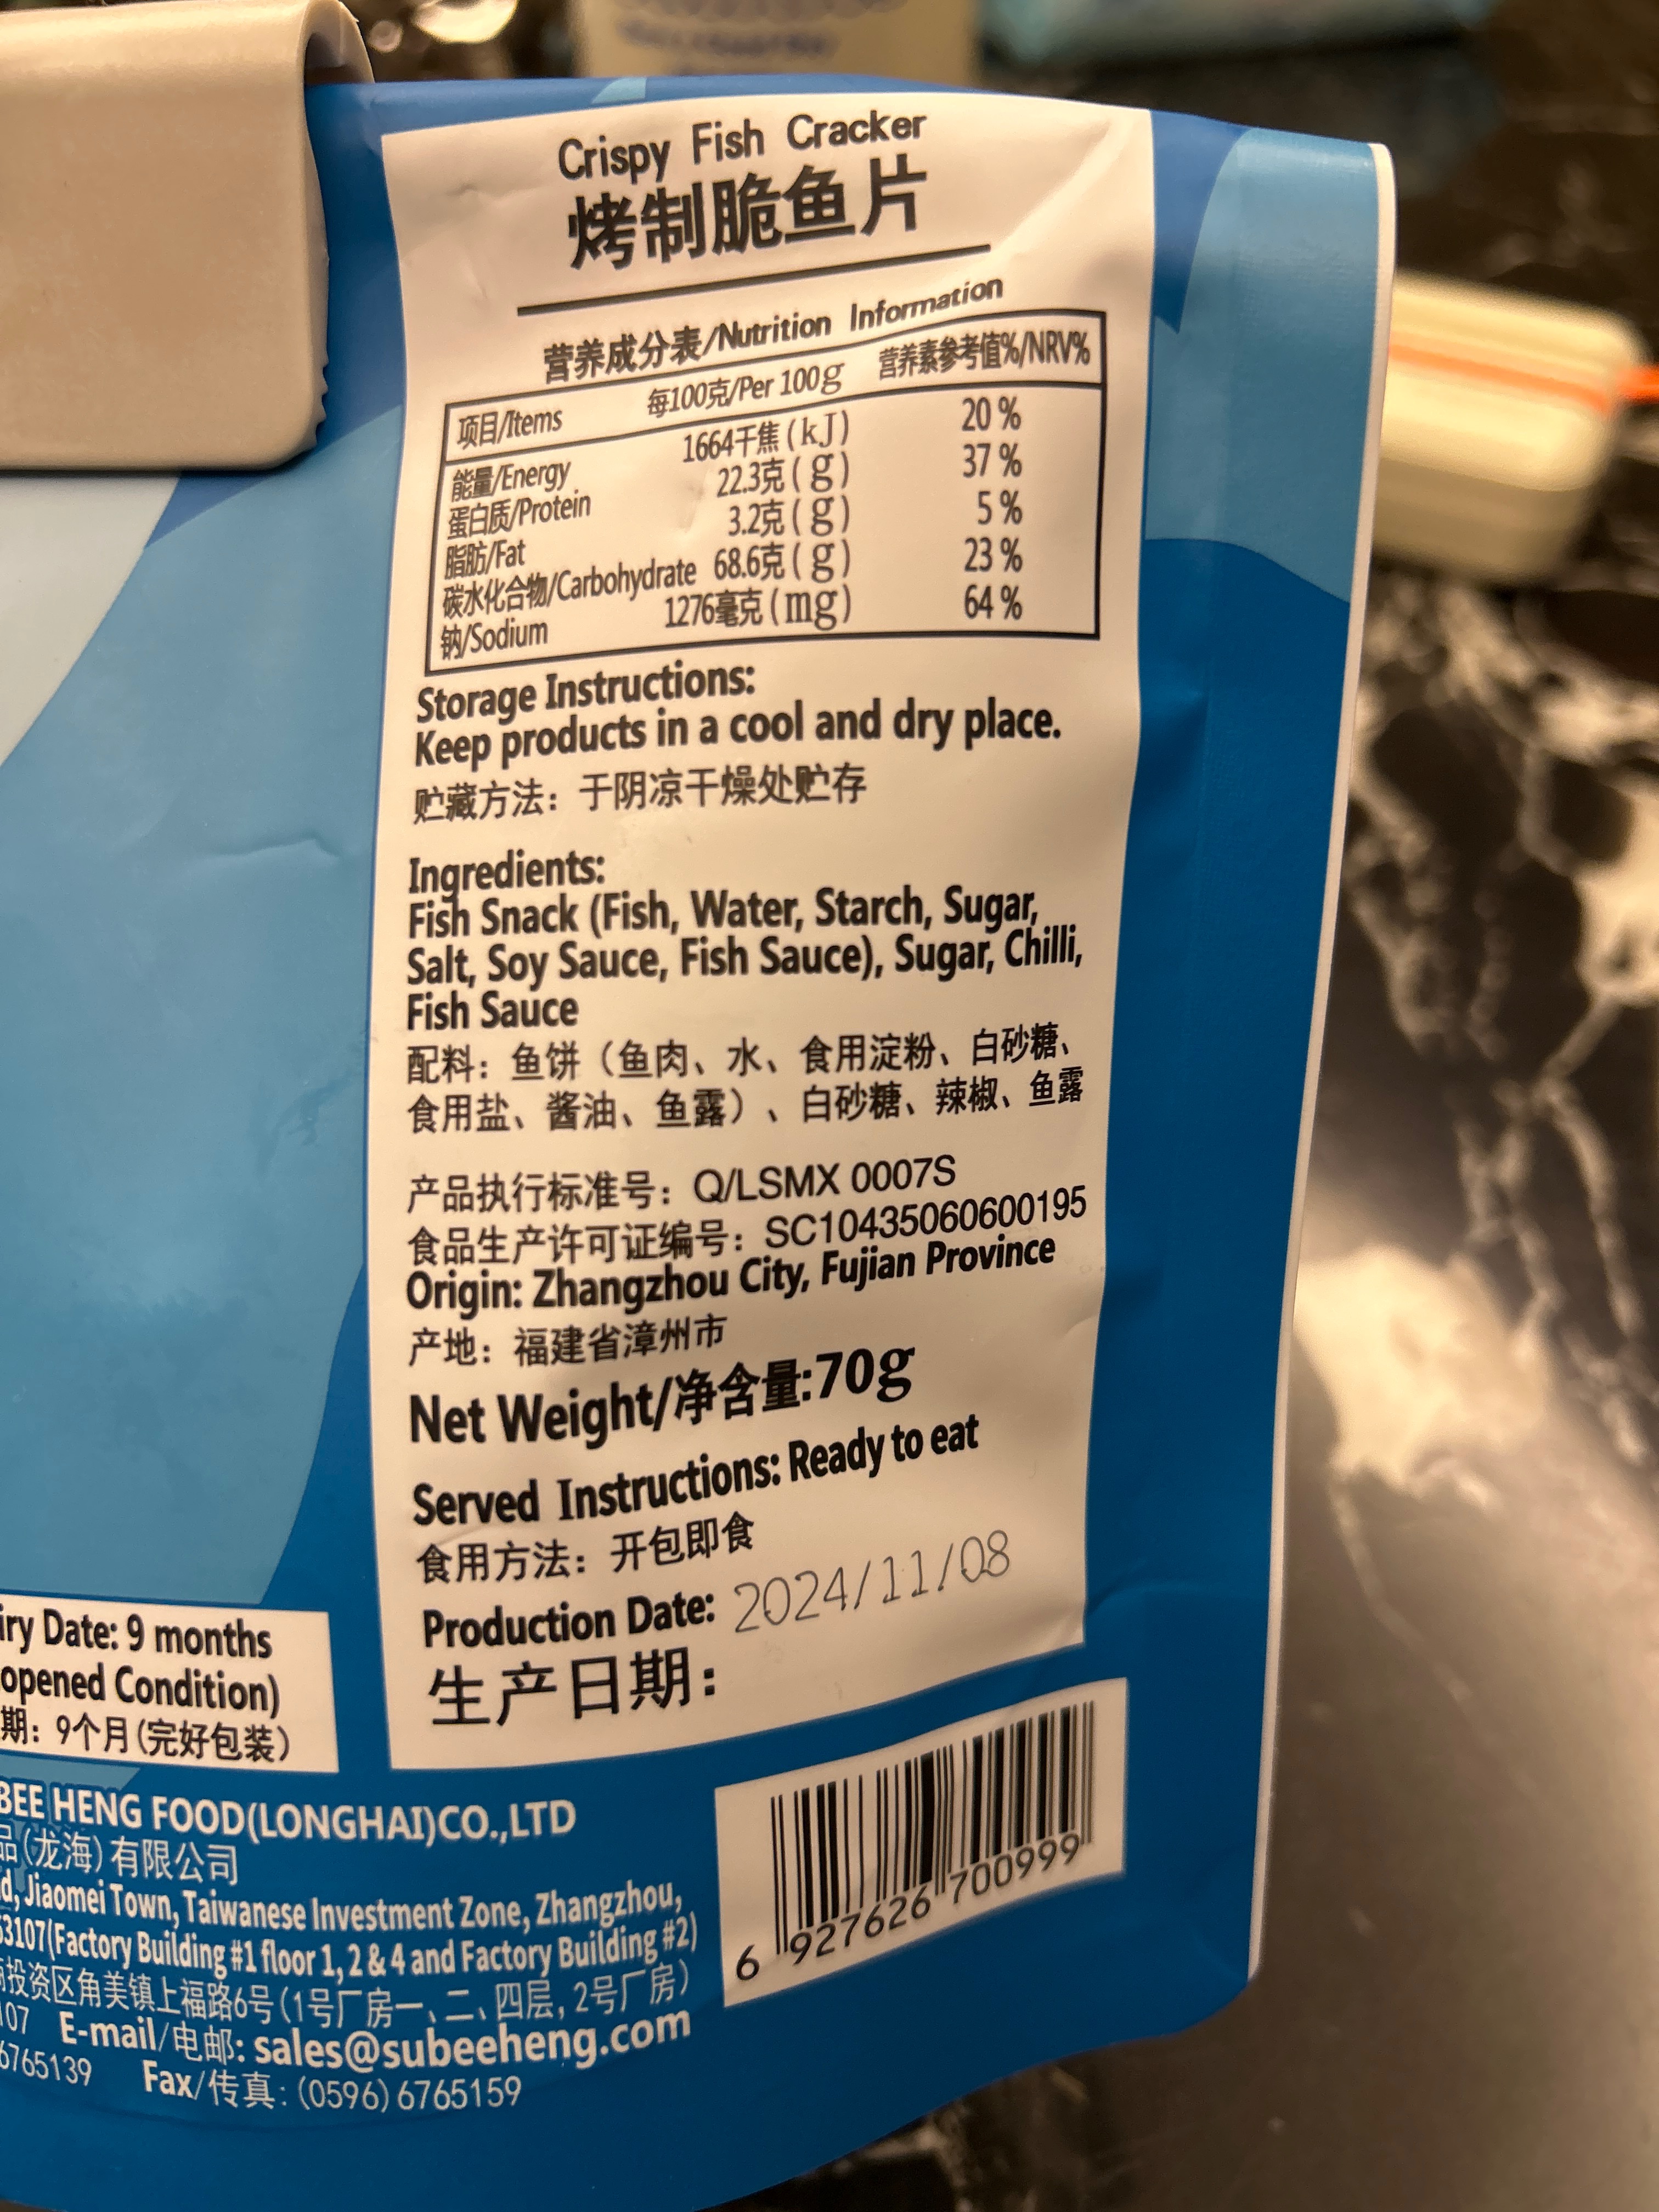 Crispy Fish Cracker
烤制脆鱼片
营养成分表/Nutrition Information
项目/Items 每100克/Per 100g 营养素参考值%/NRV%
能量/Energy 1664千焦(kJ) 20%
蛋白质/Protein 22.3克(g) 37%
脂肪/Fat 3.2克(g) 5%
碳水化合物/Carbohydrate 68.6克(g) 23%
钠/Sodium 1276毫克(mg) 64%
Storage Instructions:
Keep products in a cool and dry place.
贮藏方法：于阴凉干燥处贮存
Ingredients:
Fish Snack (Fish, Water, Starch, Sugar,
Salt, Soy Sauce, Fish Sauce), Sugar, Chilli,
Fish Sauce
配料：鱼饼（鱼肉、水、食用淀粉、白砂糖、
食用盐、酱油、鱼露）、白砂糖、辣椒、鱼露
产品执行标准号：Q/LSMX 0007S
食品生产许可证编号：SC10435060600195
Origin: Zhangzhou City, Fujian Province
产地：福建省漳州市
Net Weight/净含量:70g
Served Instructions: Ready to eat
食用方法：开包即食
Production Date: 2024/11/08
生产日期：
iry Date: 9 months
opened Condition)
期：9个月(完好包装)
BEE HENG FOOD(LONGHAI)CO.,LTD
品(龙海)有限公司
d, Jiaomei Town, Taiwanese Investment Zone, Zhangzhou,
63107(Factory Building #1 floor 1, 2 & 4 and Factory Building #2)
投资区角美镇上福路6号(1号厂房一、二、四层, 2号厂房)
107 E-mail/电邮: sales@subeeheng.com
6765139 Fax/传真: (0596) 6765159
6 927626 700999